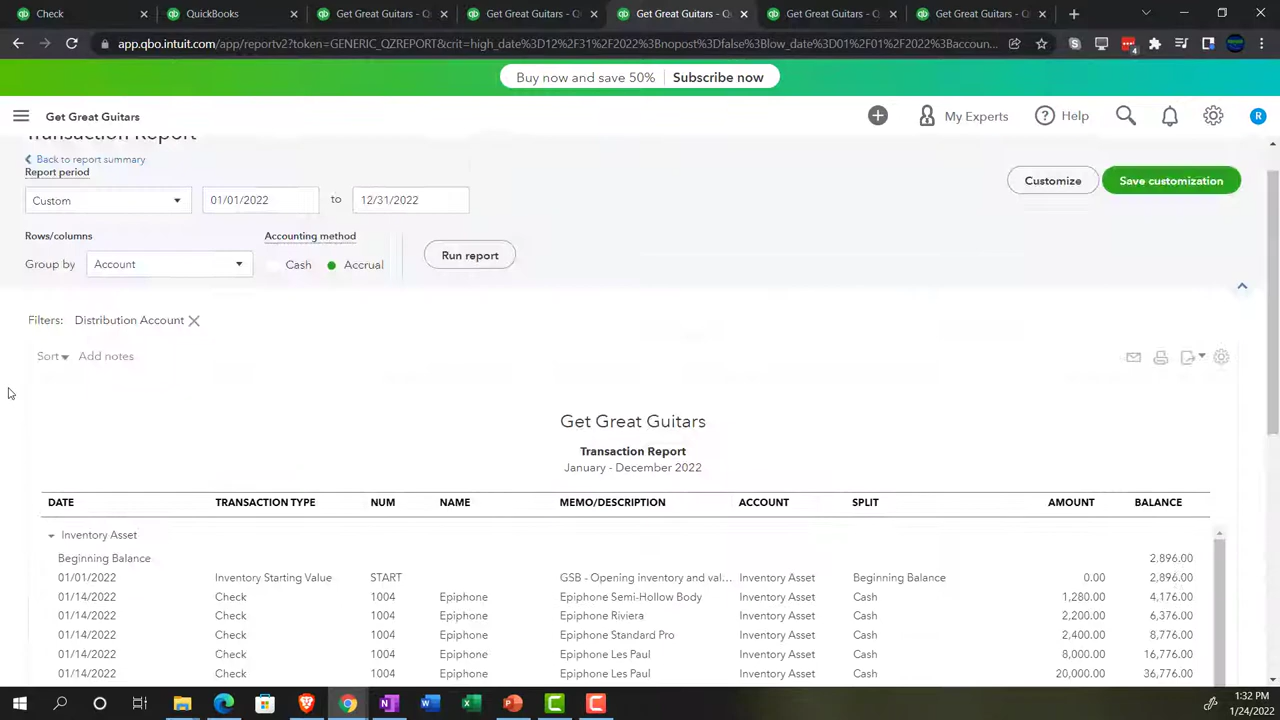 Check
QuickBooks
Get Great Guitars - Q
Get Great Guitars - Q
Get Great Guitars - Q
Get Great Guitars - Q
Get Great Guitars - Q
app.qbo.intuit.com/app/reportv2?token=GENERIC_QZREPORT&crit=high_date%3D12%2F31%2F2022%3Bnopost%3Dfalse%3Blow_date%3D01%2F01%2F2022%3Baccoun...
4
Buy now and save 50% Subscribe now
Get Great Guitars
My Experts
Help
R
Transaction Report
Back to report summary
Report period
Custom
01/01/2022
to
12/31/2022
Customize
Save customization
Rows/columns
Accounting method
Group by
Account
Cash
Accrual
Run report
Filters: Distribution Account
Sort
Add notes
Get Great Guitars
Transaction Report
January - December 2022
DATE TRANSACTION TYPE NUM NAME MEMO/DESCRIPTION ACCOUNT SPLIT AMOUNT BALANCE
Inventory Asset
Beginning Balance 2,896.00
01/01/2022 Inventory Starting Value START GSB - Opening inventory and val... Inventory Asset Beginning Balance 0.00 2,896.00
01/14/2022 Check 1004 Epiphone Epiphone Semi-Hollow Body Inventory Asset Cash 1,280.00 4,176.00
01/14/2022 Check 1004 Epiphone Epiphone Riviera Inventory Asset Cash 2,200.00 6,376.00
01/14/2022 Check 1004 Epiphone Epiphone Standard Pro Inventory Asset Cash 2,400.00 8,776.00
01/14/2022 Check 1004 Epiphone Epiphone Les Paul Inventory Asset Cash 8,000.00 16,776.00
01/14/2022 Check 1004 Epiphone Epiphone Les Paul Inventory Asset Cash 20,000.00 36,776.00
1:32 PM
1/24/2022